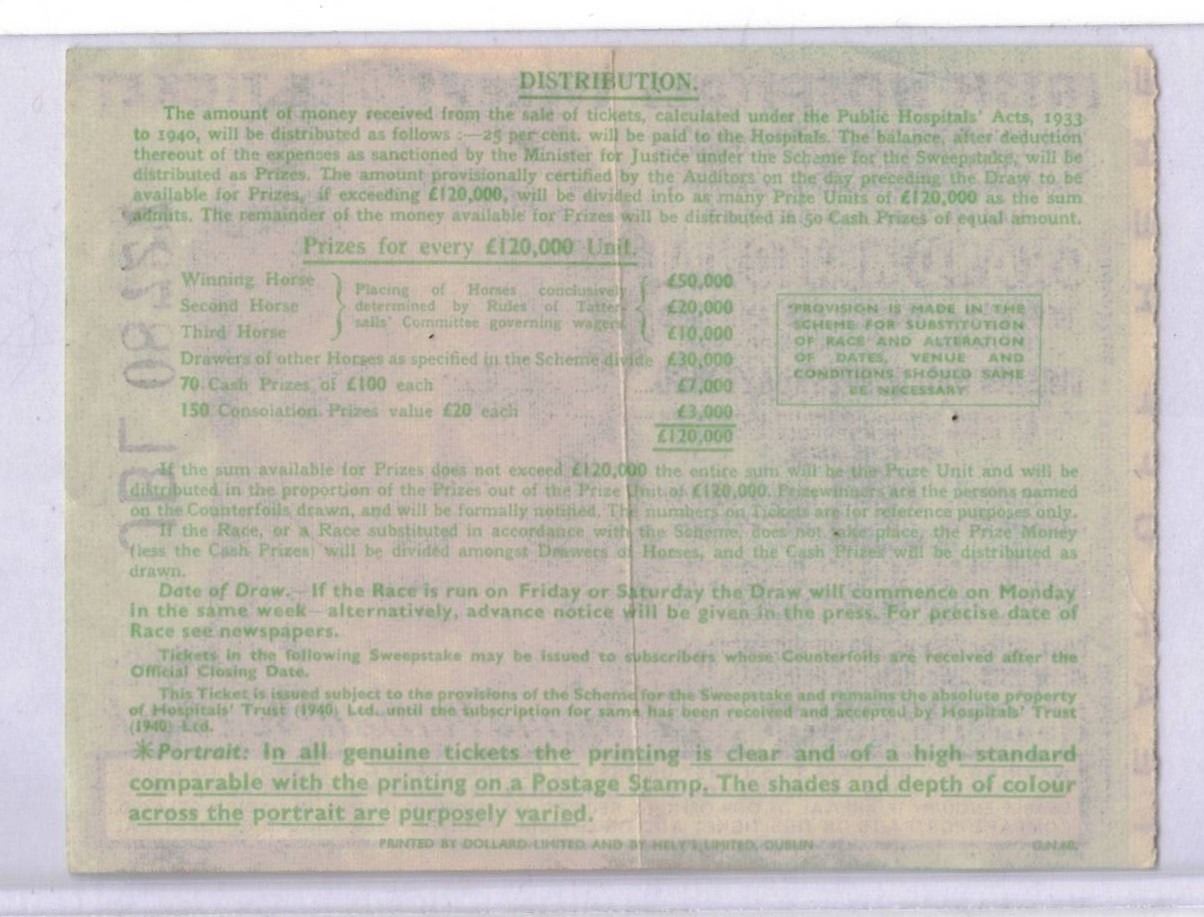 DISTRIBUTION.
The amount of money received from the sale of tickets, calculated under the Public Hospitals' Acts, 1933
to 1940, will be distributed as follows :—25 per cent. will be paid to the Hospitals. The balance, after deduction
thereout of the expenses as sanctioned by the Minister for Justice under the Scheme for the Sweepstake, will be
distributed as Prizes. The amount provisionally certified by the Auditors on the day preceding the Draw to be
available for Prizes, if exceeding £120,000, will be divided into as many Prize Units of £120,000 as the sum
admits. The remainder of the money available for Prizes will be distributed in 50 Cash Prizes of equal amount.
Prizes for every £120,000 Unit.
Winning Horse £50,000
Second Horse £20,000
Third Horse £10,000
Placing of Horses conclusively
determined by Rules of Tatter-
salls' Committee governing wagers
Drawers of other Horses as specified in the Scheme divide £30,000
70 Cash Prizes of £100 each .... £7,000
150 Consolation Prizes value £20 each .... £3,000
£120,000
PROVISION IS MADE IN THE
SCHEME FOR SUBSTITUTION
OF RACE AND ALTERATION
OF DATES, VENUE AND
CONDITIONS SHOULD SAME
BE NECESSARY
If the sum available for Prizes does not exceed £120,000 the entire sum will be the Prize Unit and will be
distributed in the proportion of the Prizes out of the Prize Unit of £120,000. Prizewinners are the persons named
on the Counterfoils drawn, and will be formally notified. The numbers on Tickets are for reference purposes only.
If the Race, or a Race substituted in accordance with the Scheme, does not take place, the Prize Money
(less the Cash Prizes) will be divided amongst Drawers of Horses, and the Cash Prizes will be distributed as
drawn.
Date of Draw.—If the Race is run on Friday or Saturday the Draw will commence on Monday
in the same week—alternatively, advance notice will be given in the press. For precise date of
Race see newspapers.
Tickets in the following Sweepstake may be issued to subscribers whose Counterfoils are received after the
Official Closing Date.
This Ticket is issued subject to the provisions of the Scheme for the Sweepstake and remains the absolute property
of Hospitals' Trust (1940) Ltd. until the subscription for same has been received and accepted by Hospitals' Trust
(1940) Ltd.
*Portrait: In all genuine tickets the printing is clear and of a high standard
comparable with the printing on a Postage Stamp. The shades and depth of colour
across the portrait are purposely varied.
PRINTED BY DOLLARD LIMITED, AND BY HELY'S LIMITED, DUBLIN